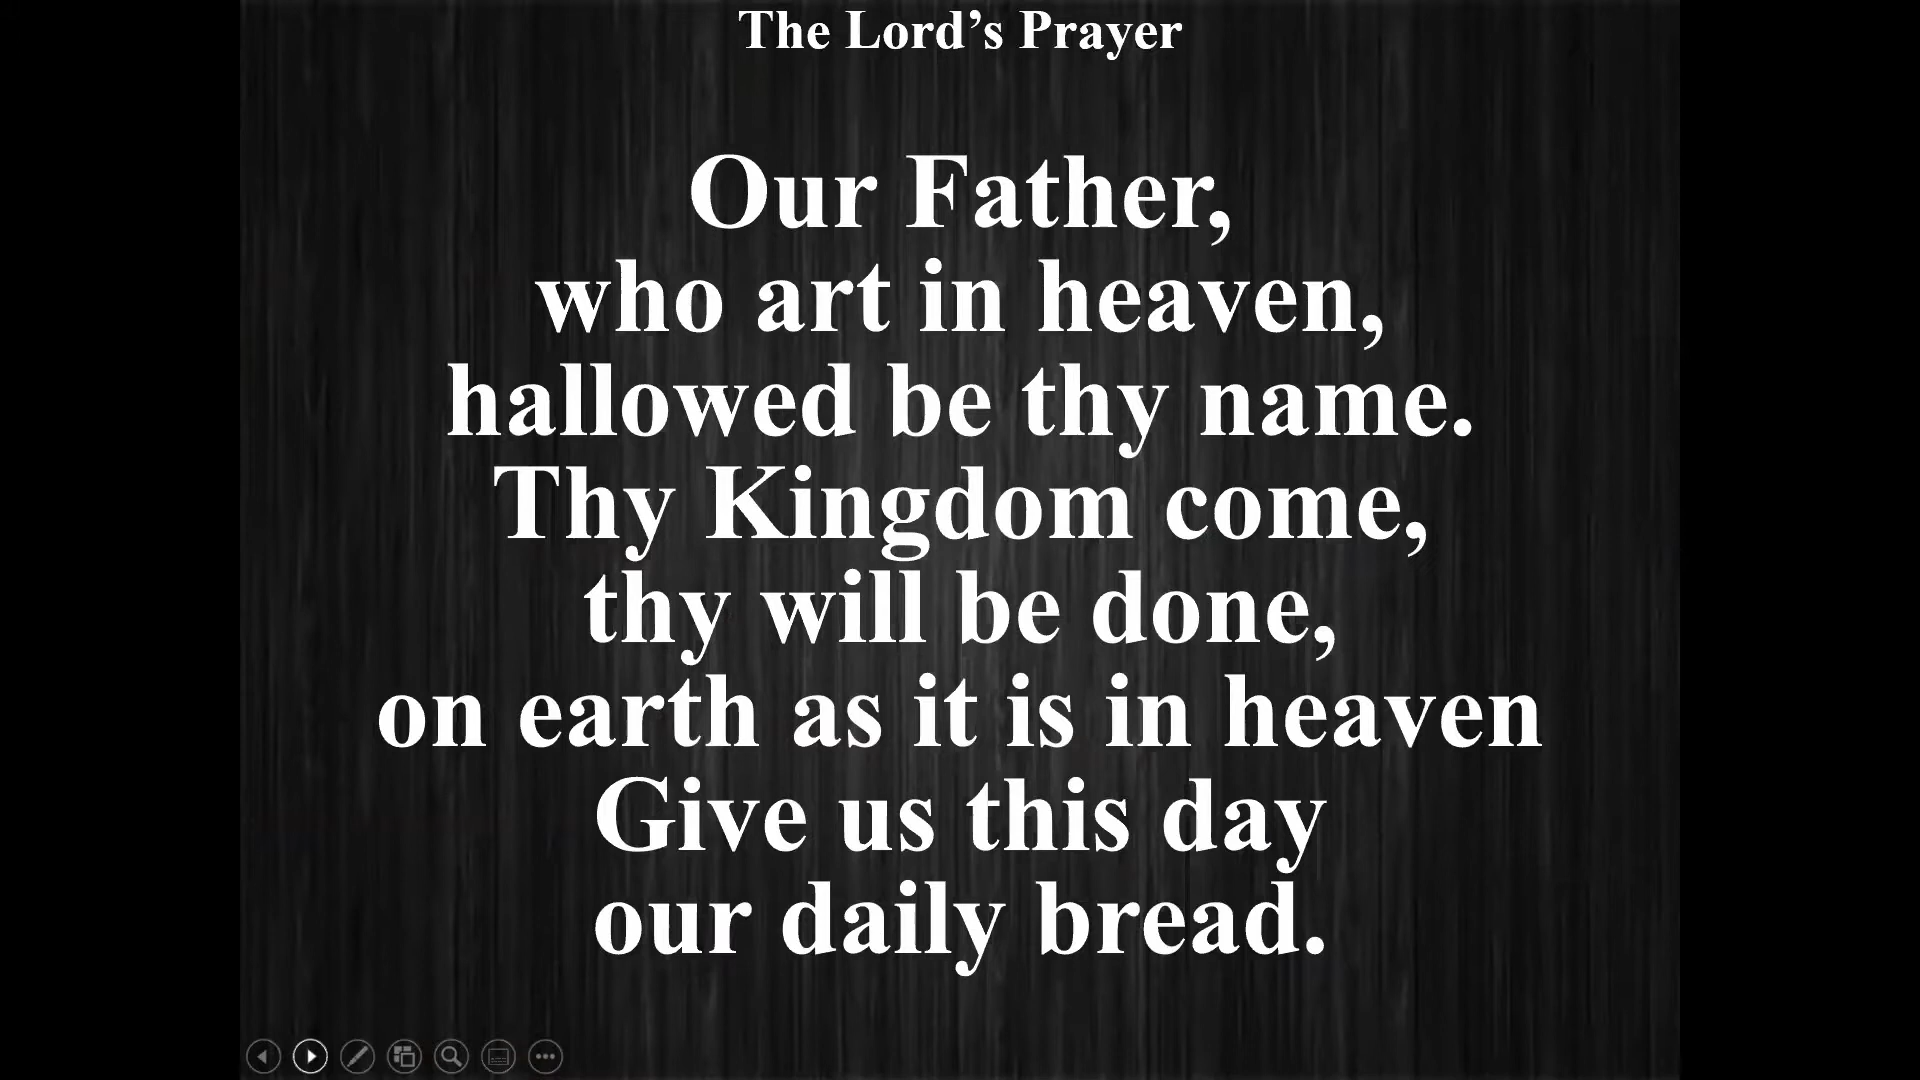 The Lord’s Prayer
Our Father,
who art in heaven,
hallowed be thy name.
Thy Kingdom come,
thy will be done,
on earth as it is in heaven
Give us this day
our daily bread.